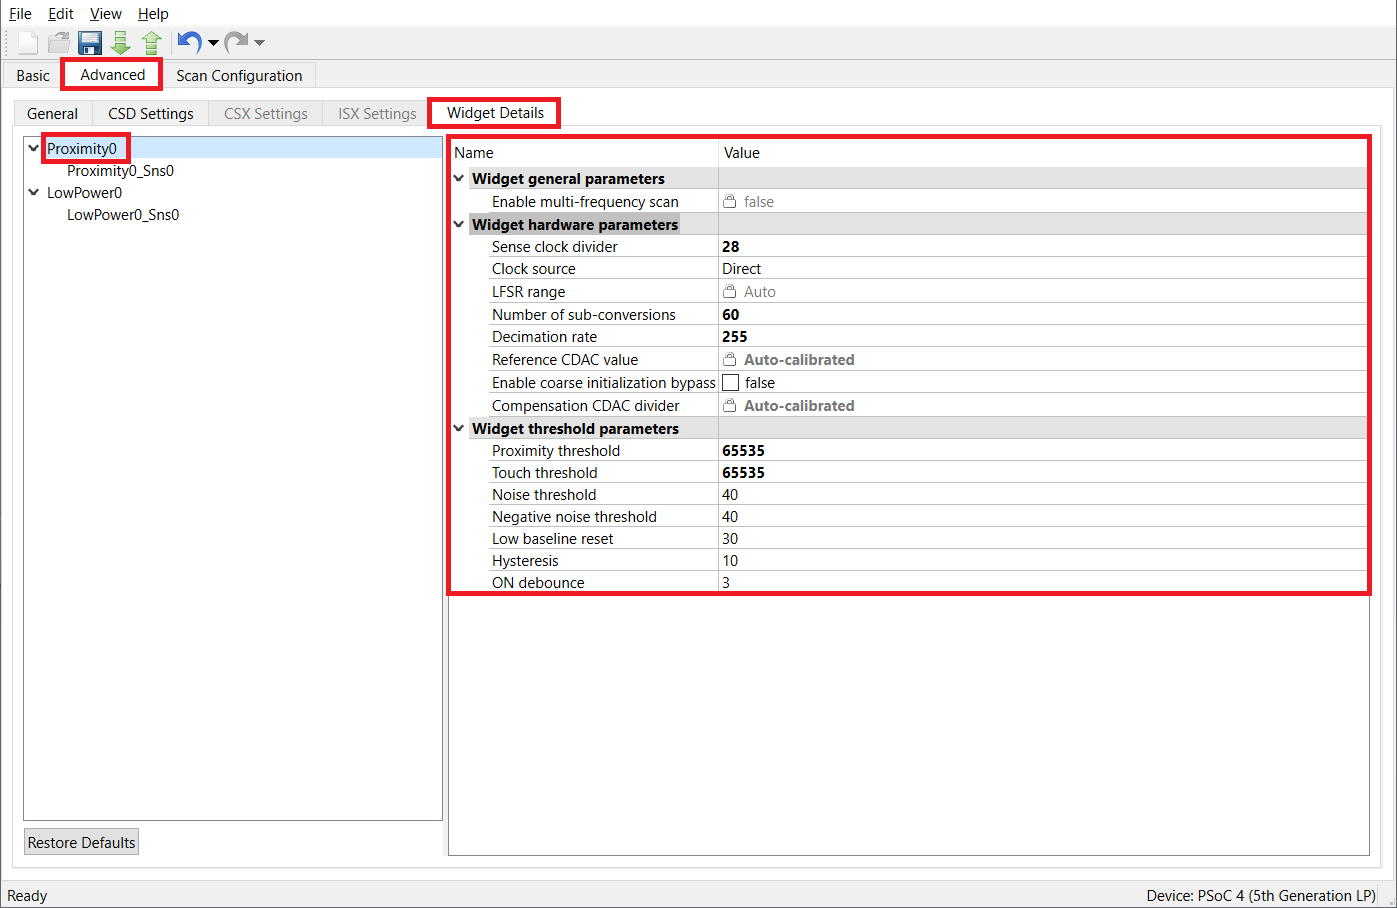 File Edit View Help
Basic Advanced Scan Configuration
General CSD Settings CSX Settings ISX Settings Widget Details
Proximity0
Proximity0_Sns0
LowPower0
LowPower0_Sns0
Restore Defaults
Name Value
Widget general parameters
Enable multi-frequency scan false
Widget hardware parameters
Sense clock divider 28
Clock source Direct
LFSR range Auto
Number of sub-conversions 60
Decimation rate 255
Reference CDAC value Auto-calibrated
Enable coarse initialization bypass false
Compensation CDAC divider Auto-calibrated
Widget threshold parameters
Proximity threshold 65535
Touch threshold 65535
Noise threshold 40
Negative noise threshold 40
Low baseline reset 30
Hysteresis 10
ON debounce 3
Ready Device: PSoC 4 (5th Generation LP)